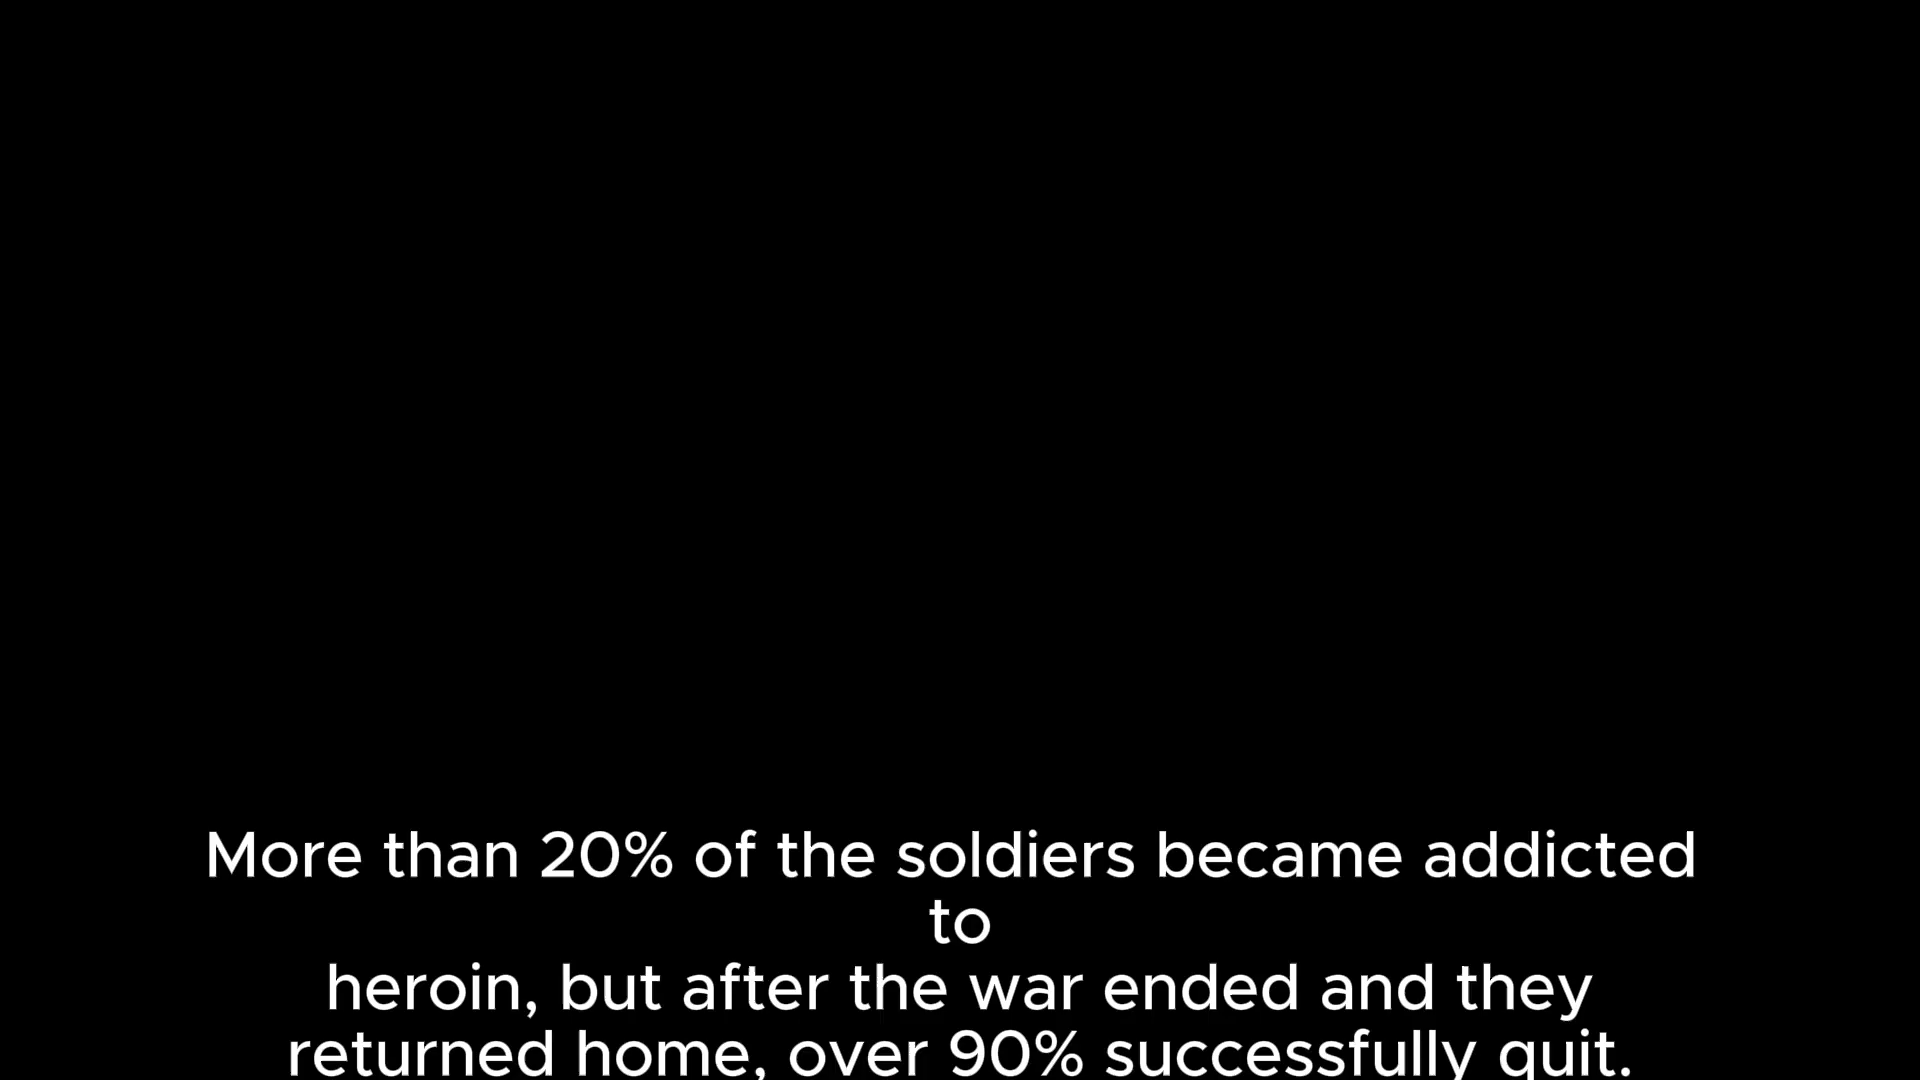 More than 20% of the soldiers became addicted
to
heroin, but after the war ended and they
returned home, over 90% successfully quit.